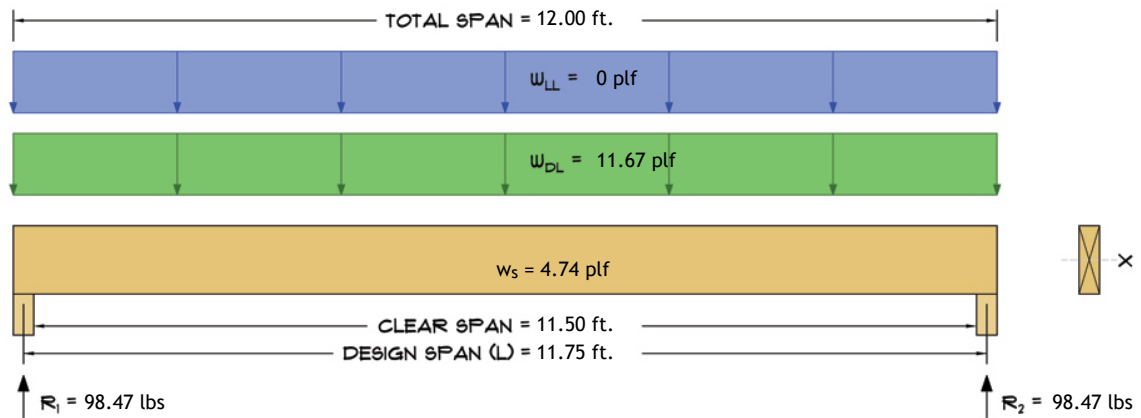 TOTAL SPAN = 12.00 ft.
WLL = 0 plf
WDL = 11.67 plf
ws = 4.74 plf
X
CLEAR SPAN = 11.50 ft.
DESIGN SPAN (L) = 11.75 ft.
R1 = 98.47 lbs
R2 = 98.47 lbs